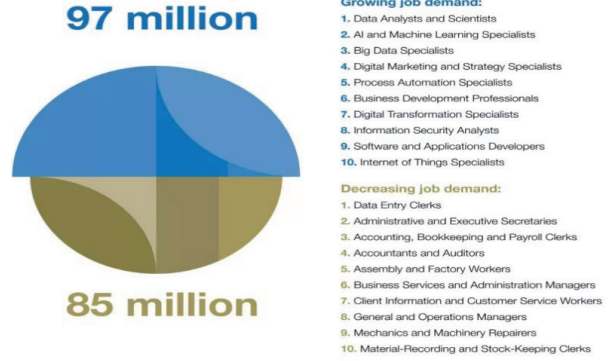 97 million
Growing job demand:
1. Data Analysts and Scientists
2. AI and Machine Learning Specialists
3. Big Data Specialists
4. Digital Marketing and Strategy Specialists
5. Process Automation Specialists
6. Business Development Professionals
7. Digital Transformation Specialists
8. Information Security Analysts
9. Software and Applications Developers
10. Internet of Things Specialists
85 million
Decreasing job demand:
1. Data Entry Clerks
2. Administrative and Executive Secretaries
3. Accounting, Bookkeeping and Payroll Clerks
4. Accountants and Auditors
5. Assembly and Factory Workers
6. Business Services and Administration Managers
7. Client Information and Customer Service Workers
8. General and Operations Managers
9. Mechanics and Machinery Repairers
10. Material-Recording and Stock-Keeping Clerks